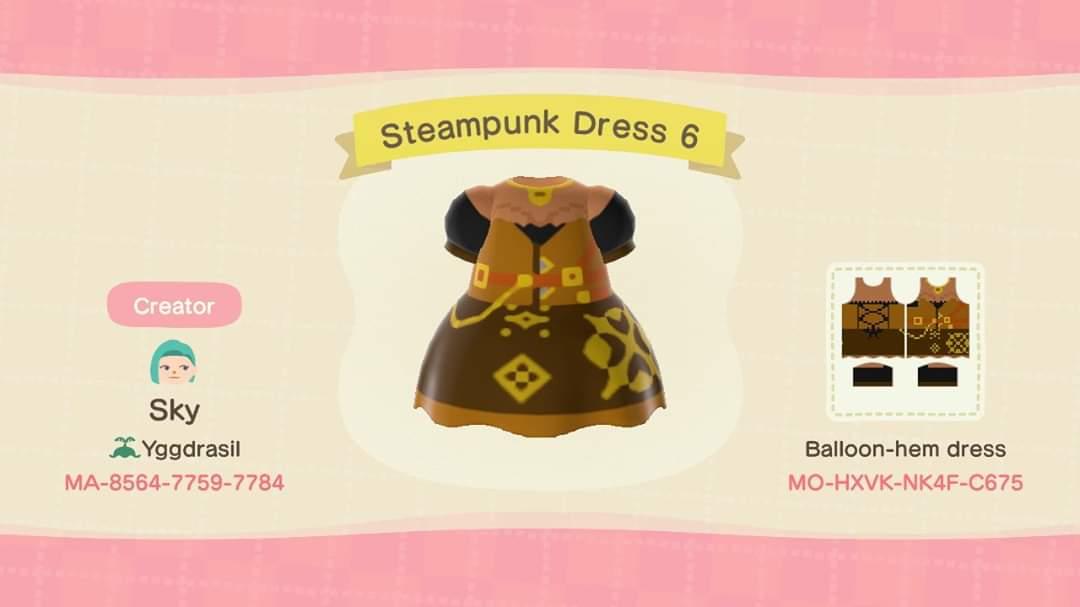 Steampunk Dress 6
Creator
Sky
Yggdrasil
MA-8564-7759-7784
Balloon-hem dress
MO-HXVK-NK4F-C675